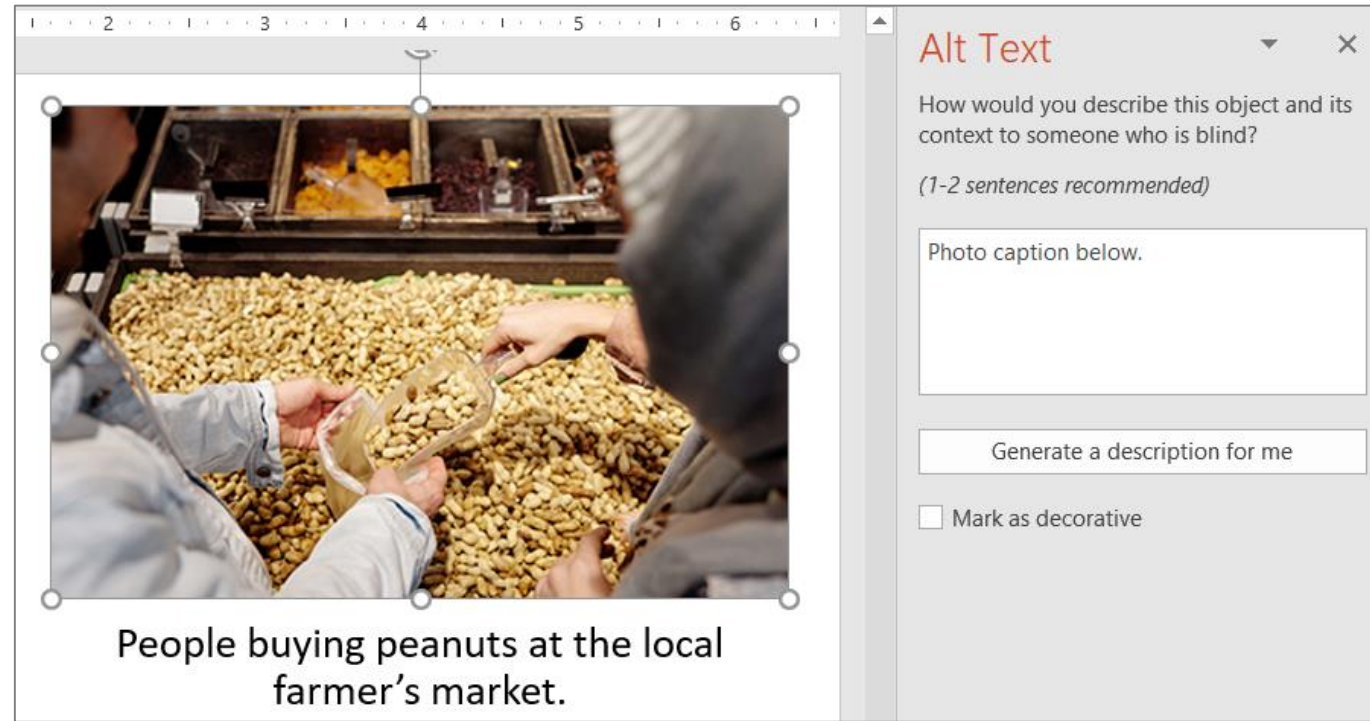 2 3 4 5 6
Alt Text
How would you describe this object and its
context to someone who is blind?
(1-2 sentences recommended)
Photo caption below.
Generate a description for me
Mark as decorative
People buying peanuts at the local
farmer’s market.